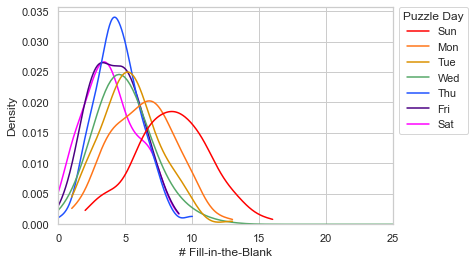 Puzzle Day
Sun
Mon
Tue
Wed
Thu
Fri
Sat
Density
0.035
0.030
0.025
0.020
0.015
0.010
0.005
0.000
0 5 10 15 20 25
# Fill-in-the-Blank